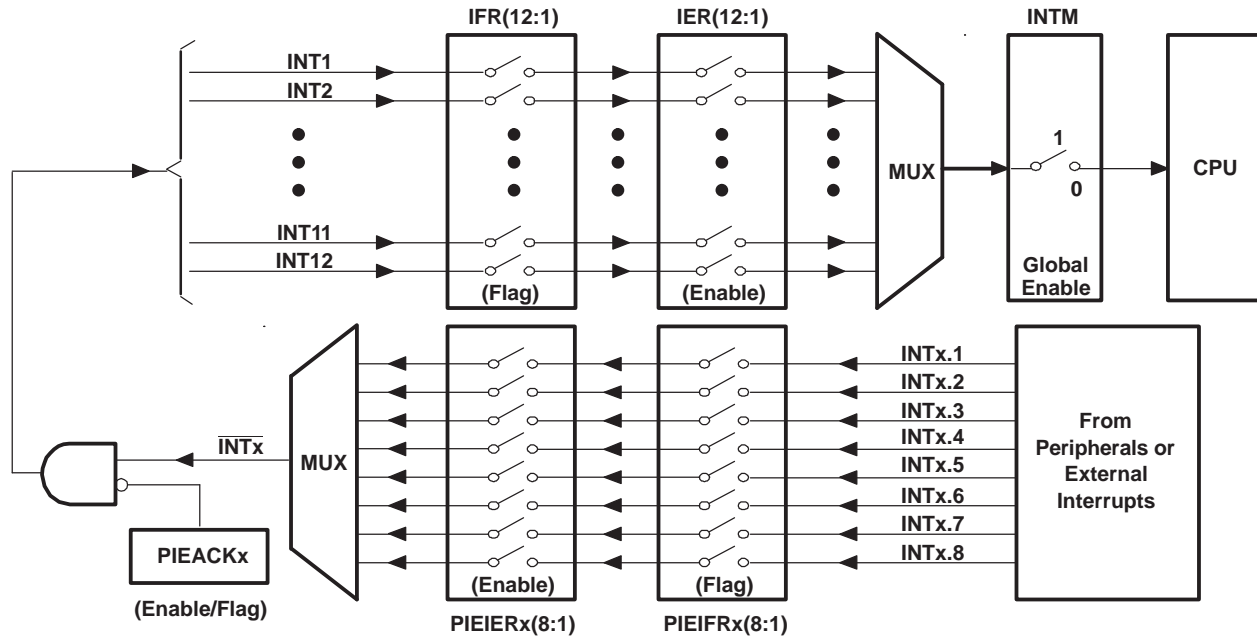 IFR(12:1)
IER(12:1)
INTM
INT1
INT2
INT11
INT12
(Flag)
(Enable)
MUX
1
0
Global
Enable
CPU
INTx.1
INTx.2
INTx.3
INTx.4
INTx.5
INTx.6
INTx.7
INTx.8
From
Peripherals or
External
Interrupts
INTx
MUX
PIEACKx
(Enable/Flag)
(Enable)
(Flag)
PIEIERx(8:1)
PIEIFRx(8:1)